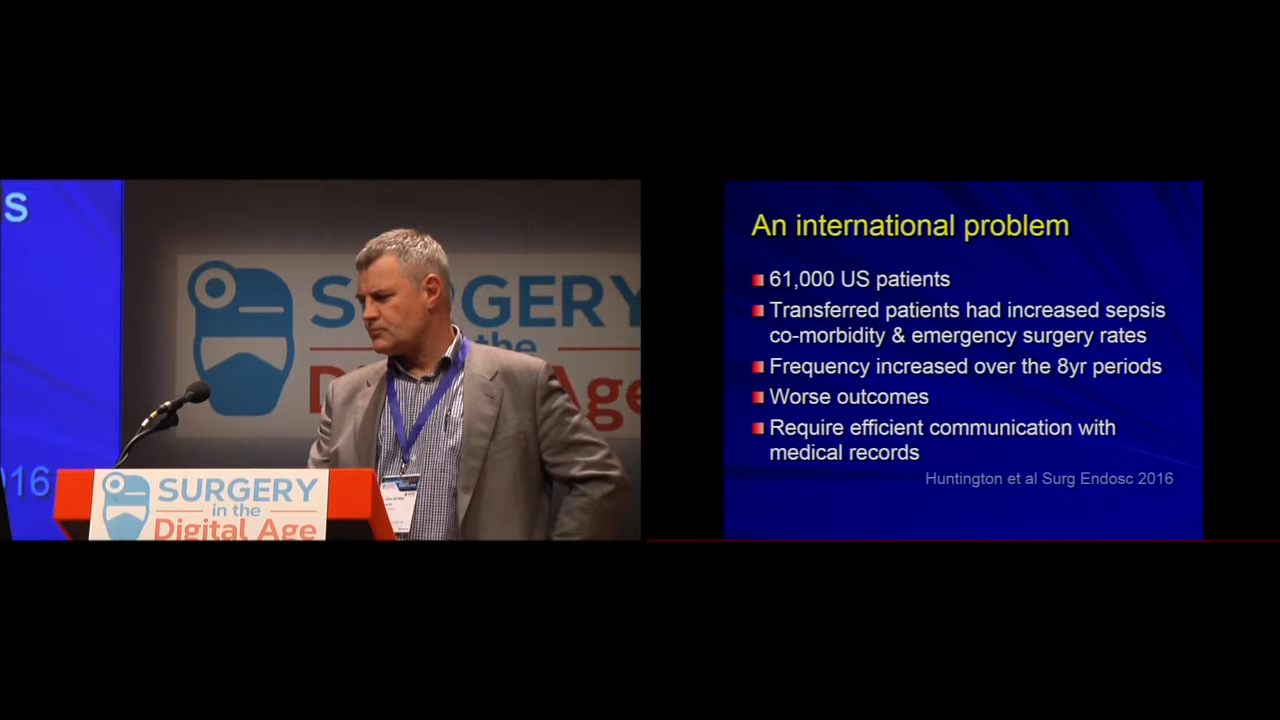 s
016
SURGERY
in the
Digital Age
SURGERY
in the
Digital Age
An international problem
61,000 US patients
Transferred patients had increased sepsis
co-morbidity & emergency surgery rates
Frequency increased over the 8yr periods
Worse outcomes
Require efficient communication with
medical records
Huntington et al Surg Endosc 2016